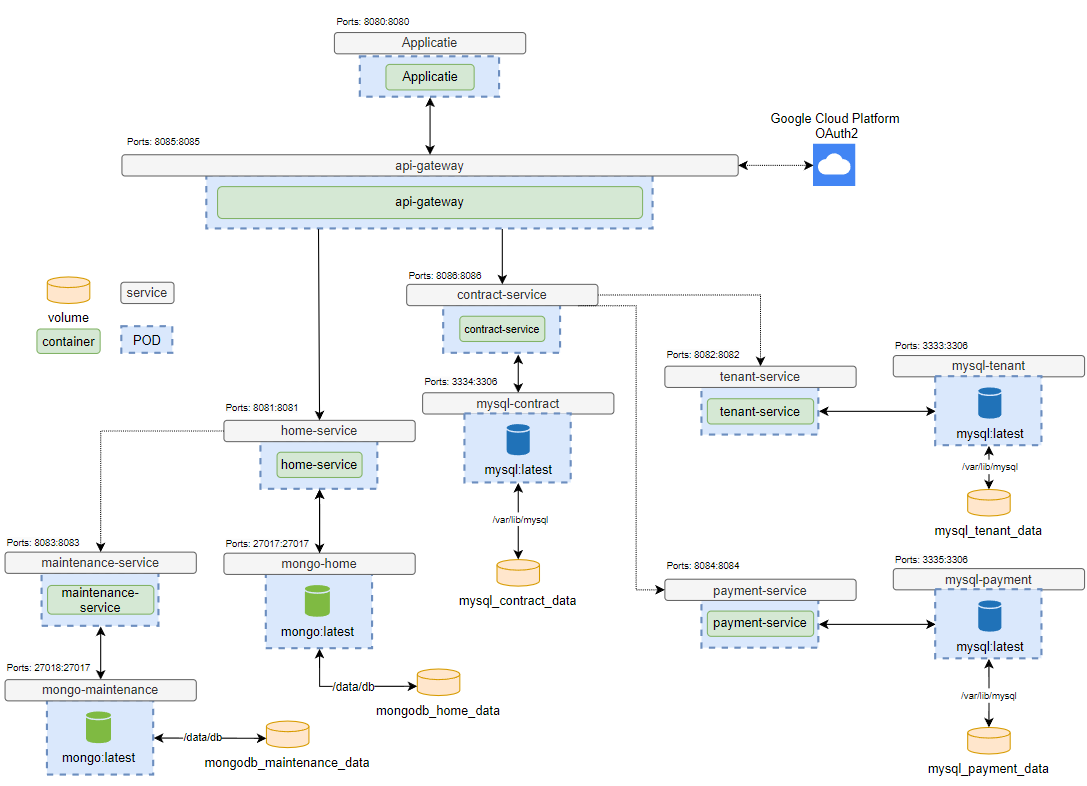 Ports: 8080:8080
Applicatie
Applicatie
Google Cloud Platform
OAuth2
Ports: 8085:8085
api-gateway
api-gateway
volume
service
container
POD
Ports: 8086:8086
contract-service
contract-service
Ports: 3334:3306
mysql-contract
mysql:latest
/var/lib/mysql
mysql_contract_data
Ports: 8082:8082
tenant-service
tenant-service
Ports: 3333:3306
mysql-tenant
mysql:latest
/var/lib/mysql
mysql_tenant_data
Ports: 8081:8081
home-service
home-service
Ports: 27017:27017
mongo-home
mongo:latest
/data/db
mongodb_home_data
Ports: 8083:8083
maintenance-service
maintenance-
service
Ports: 27018:27017
mongo-maintenance
mongo:latest
/data/db
mongodb_maintenance_data
Ports: 8084:8084
payment-service
payment-service
Ports: 3335:3306
mysql-payment
mysql:latest
/var/lib/mysql
mysql_payment_data